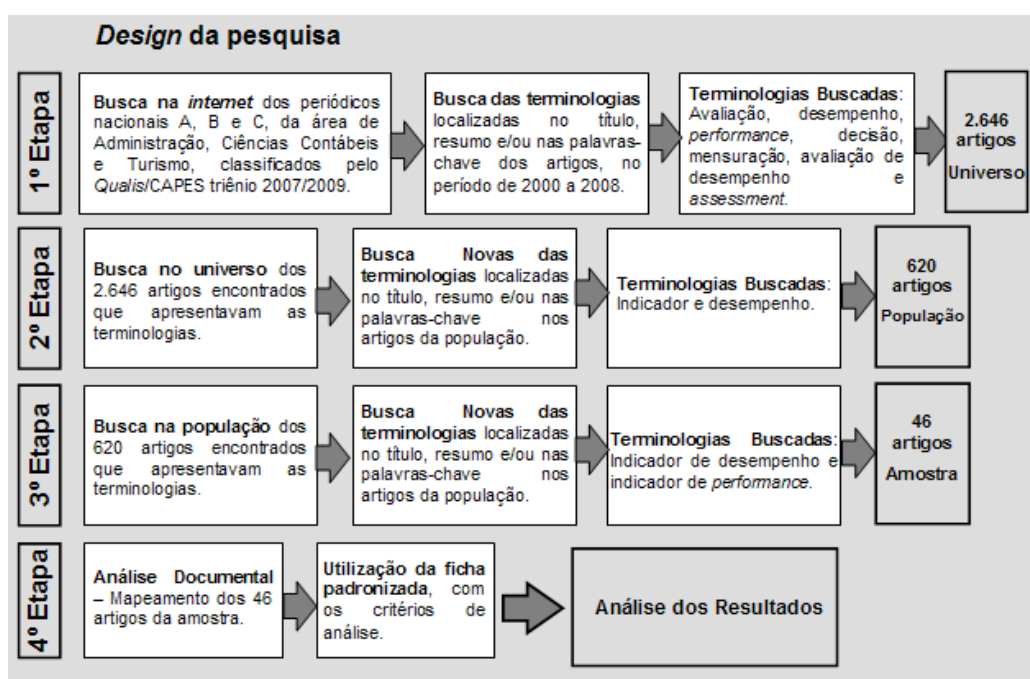 Design da pesquisa
1º Etapa
Busca na internet dos periódicos
nacionais A, B e C, da área de
Administração, Ciências Contábeis
e Turismo, classificados pelo
Qualis/CAPES triênio 2007/2009.
Busca das terminologias
localizadas no título,
resumo e/ou nas palavras-
chave dos artigos, no
período de 2000 a 2008.
Terminologias Buscadas:
Avaliação, desempenho,
performance, decisão,
mensuração, avaliação de
desempenho e
assessment.
2.646
artigos
Universo
2º Etapa
Busca no universo dos
2.646 artigos encontrados
que apresentavam as
terminologias.
Busca Novas das
terminologias localizadas
no título, resumo e/ou nas
palavras-chave nos
artigos da população.
Terminologias Buscadas:
Indicador e desempenho.
620
artigos
População
3º Etapa
Busca na população dos
620 artigos encontrados
que apresentavam as
terminologias.
Busca Novas das
terminologias localizadas
no título, resumo e/ou nas
palavras-chave nos
artigos da população.
Terminologias Buscadas:
Indicador de desempenho e
indicador de performance.
46
artigos
Amostra
4º Etapa
Análise Documental
– Mapeamento dos 46
artigos da amostra.
Utilização da ficha
padronizada, com
os critérios de
análise.
Análise dos Resultados